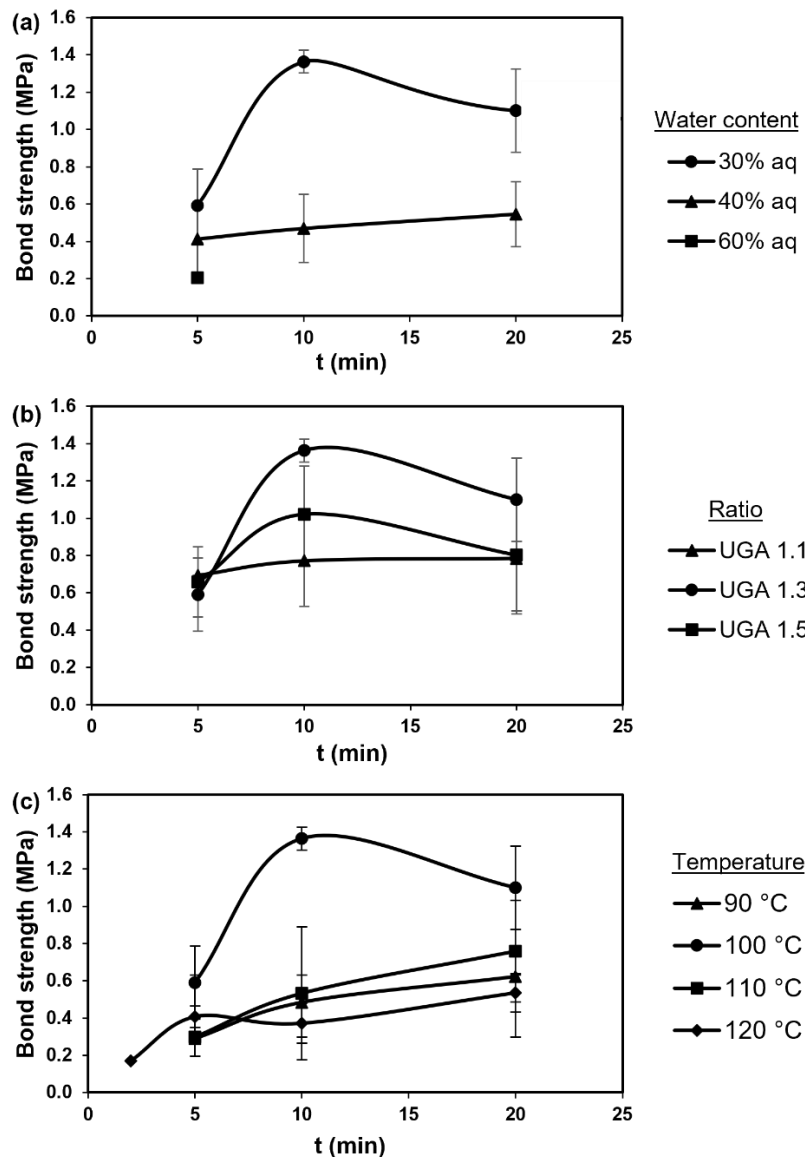 (a)
Bond strength (MPa)
1.6
1.4
1.2
1.0
0.8
0.6
0.4
0.2
0.0
0 5 10 15 20 25
t (min)
Water content
30% aq
40% aq
60% aq
(b)
Bond strength (MPa)
1.6
1.4
1.2
1.0
0.8
0.6
0.4
0.2
0.0
0 5 10 15 20 25
t (min)
Ratio
UGA 1.1
UGA 1.3
UGA 1.5
(c)
Bond strength (MPa)
1.6
1.4
1.2
1.0
0.8
0.6
0.4
0.2
0.0
0 5 10 15 20 25
t (min)
Temperature
90 °C
100 °C
110 °C
120 °C